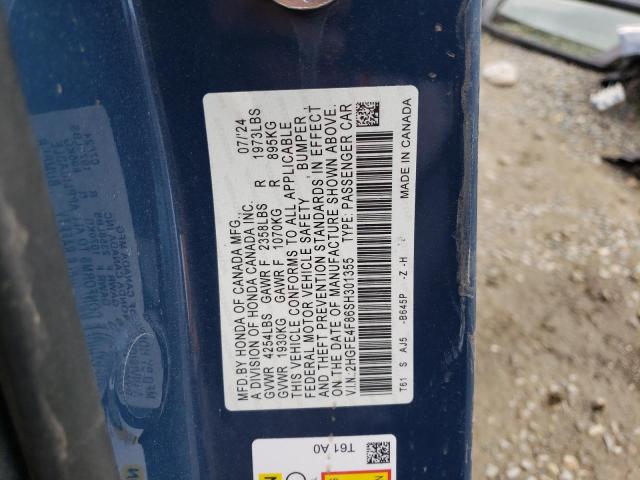 MFD.BY HONDA OF CANADA MFG., 07/'24
A DIVISION OF HONDA CANADA INC.
GVWR 4254LBS GAWR F 2358LBS R 1973LBS
GVWR 1930KG GAWR F 1070KG R 895KG
THIS VEHICLE CONFORMS TO ALL APPLICABLE
FEDERAL MOTOR VEHICLE SAFETY , BUMPER ,
AND THEFT PREVENTION STANDARDS IN EFFECT
ON THE DATE OF MANUFACTURE SHOWN ABOVE.
V.I.N.:2HGFE4F86SH301355 TYPE: PASSENGER CAR
T61 S AJ5 -B645P -Z -H
MADE IN CANADA
T61 A0